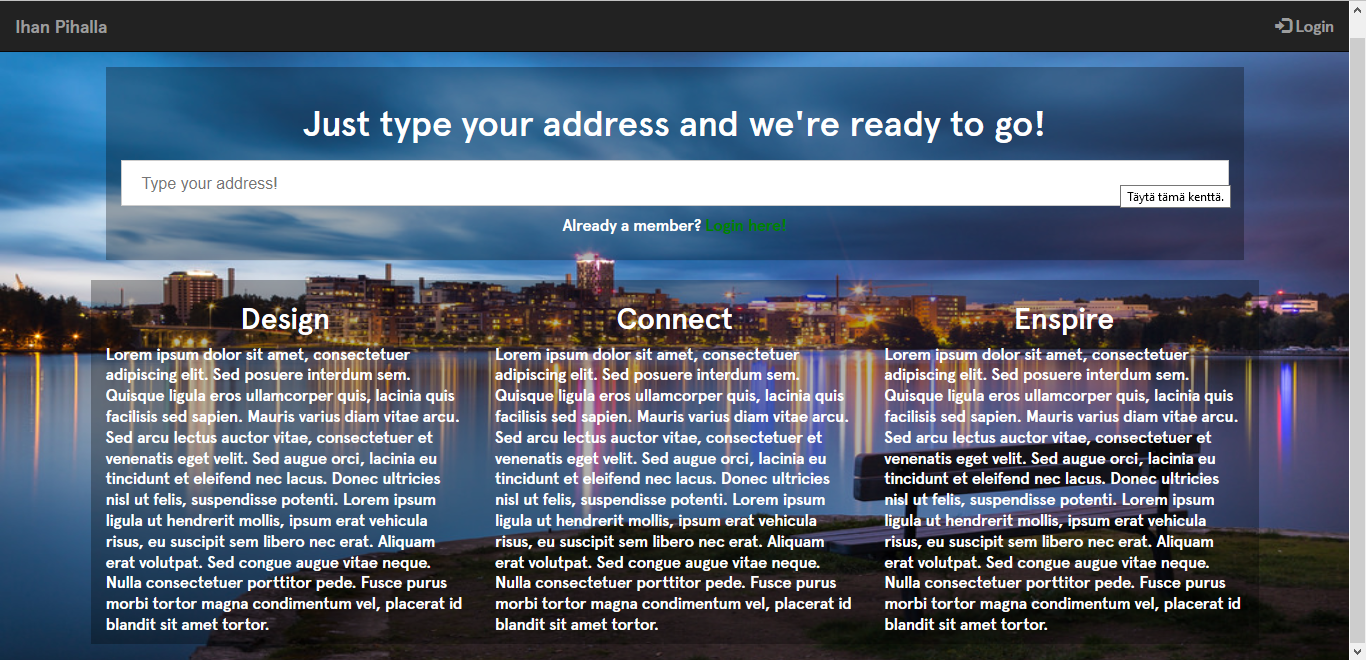 Ihan Pihalla
Login
Just type your address and we're ready to go!
Type your address!
Täytä tämä kenttä.
Already a member? Login here!
Design
Lorem ipsum dolor sit amet, consectetuer
adipiscing elit. Sed posuere interdum sem.
Quisque ligula eros ullamcorper quis, lacinia quis
facilisis sed sapien. Mauris varius diam vitae arcu.
Sed arcu lectus auctor vitae, consectetuer et
venenatis eget velit. Sed augue orci, lacinia eu
tincidunt et eleifend nec lacus. Donec ultricies
nisl ut felis, suspendisse potenti. Lorem ipsum
ligula ut hendrerit mollis, ipsum erat vehicula
risus, eu suscipit sem libero nec erat. Aliquam
erat volutpat. Sed congue augue vitae neque.
Nulla consectetuer porttitor pede. Fusce purus
morbi tortor magna condimentum vel, placerat id
blandit sit amet tortor.
Connect
Lorem ipsum dolor sit amet, consectetuer
adipiscing elit. Sed posuere interdum sem.
Quisque ligula eros ullamcorper quis, lacinia quis
facilisis sed sapien. Mauris varius diam vitae arcu.
Sed arcu lectus auctor vitae, consectetuer et
venenatis eget velit. Sed augue orci, lacinia eu
tincidunt et eleifend nec lacus. Donec ultricies
nisl ut felis, suspendisse potenti. Lorem ipsum
ligula ut hendrerit mollis, ipsum erat vehicula
risus, eu suscipit sem libero nec erat. Aliquam
erat volutpat. Sed congue augue vitae neque.
Nulla consectetuer porttitor pede. Fusce purus
morbi tortor magna condimentum vel, placerat id
blandit sit amet tortor.
Enspire
Lorem ipsum dolor sit amet, consectetuer
adipiscing elit. Sed posuere interdum sem.
Quisque ligula eros ullamcorper quis, lacinia quis
facilisis sed sapien. Mauris varius diam vitae arcu.
Sed arcu lectus auctor vitae, consectetuer et
venenatis eget velit. Sed augue orci, lacinia eu
tincidunt et eleifend nec lacus. Donec ultricies
nisl ut felis, suspendisse potenti. Lorem ipsum
ligula ut hendrerit mollis, ipsum erat vehicula
risus, eu suscipit sem libero nec erat. Aliquam
erat volutpat. Sed congue augue vitae neque.
Nulla consectetuer porttitor pede. Fusce purus
morbi tortor magna condimentum vel, placerat id
blandit sit amet tortor.